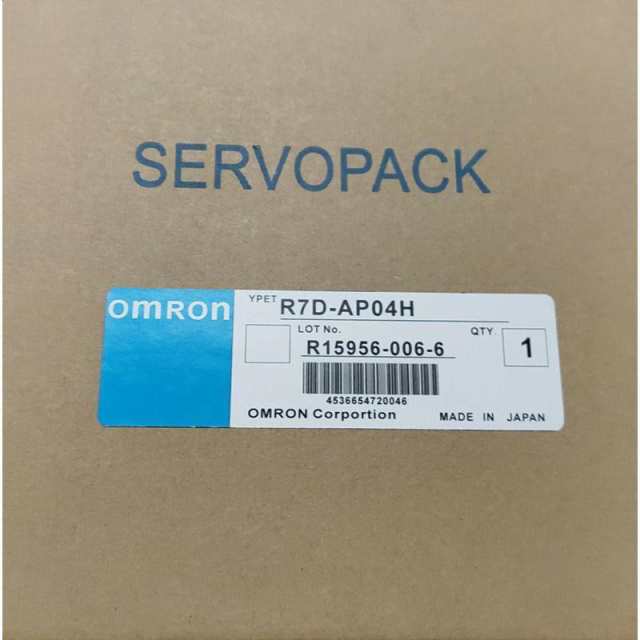 SERVOPACK
omron
YPET R7D-AP04H
LOT No. QTY.
R15956-006-6 1
4536654720046
OMRON Corportion MADE IN JAPAN